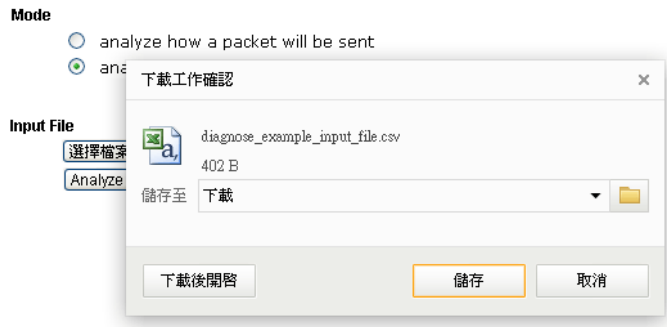 Mode
analyze how a packet will be sent
ana
下載工作確認
Input File
選擇檔案
diagnose_example_input_file.csv
402 B
Analyze
儲存至 下載
下載後開啓 儲存 取消